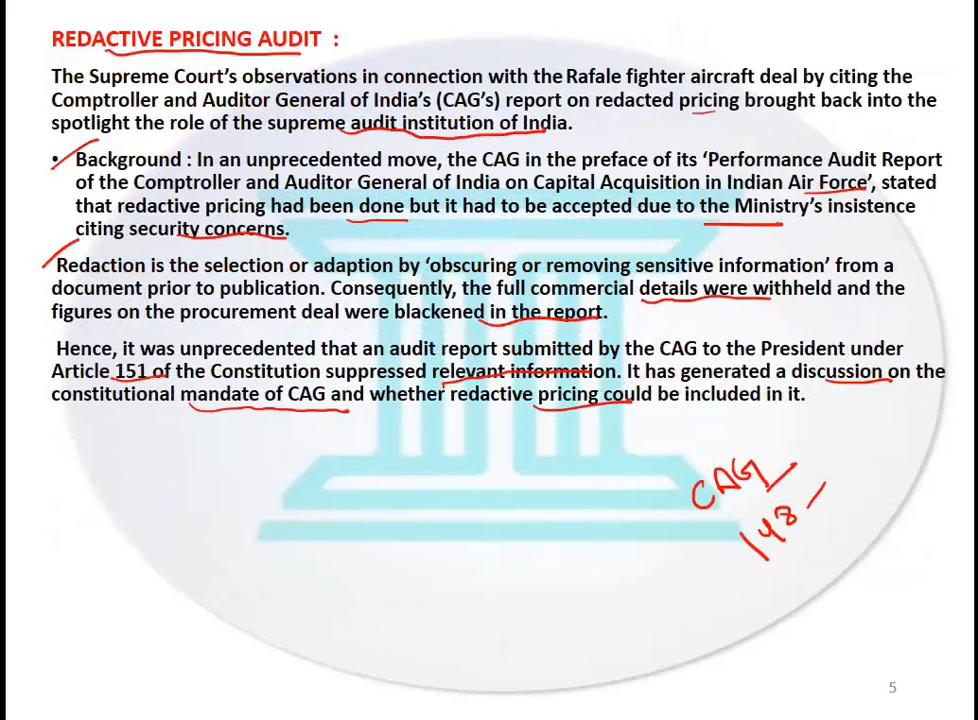 REDACTIVE PRICING AUDIT :
The Supreme Court's observations in connection with the Rafale fighter aircraft deal by citing the
Comptroller and Auditor General of India's (CAG's) report on redacted pricing brought back into the
spotlight the role of the supreme audit institution of India.
• Background : In an unprecedented move, the CAG in the preface of its 'Performance Audit Report
of the Comptroller and Auditor General of India on Capital Acquisition in Indian Air Force', stated
that redactive pricing had been done but it had to be accepted due to the Ministry's insistence
citing security concerns.
Redaction is the selection or adaption by 'obscuring or removing sensitive information' from a
document prior to publication. Consequently, the full commercial details were withheld and the
figures on the procurement deal were blackened in the report.
Hence, it was unprecedented that an audit report submitted by the CAG to the President under
Article 151 of the Constitution suppressed relevant information. It has generated a discussion on the
constitutional mandate of CAG and whether redactive pricing could be included in it.
CAG
148
5